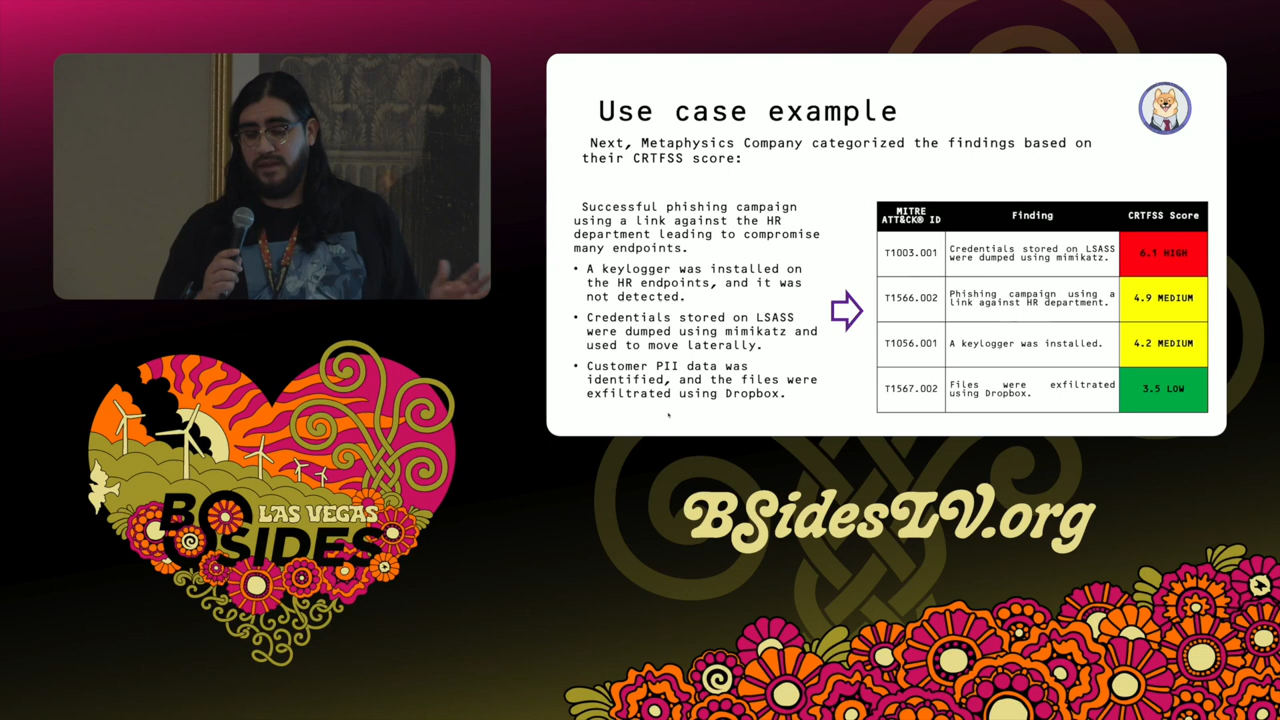 Use case example
Next, Metaphysics Company categorized the findings based on
their CRTFSS score:
Successful phishing campaign
using a link against the HR
department leading to compromise
many endpoints.
• A keylogger was installed on
the HR endpoints, and it was
not detected.
• Credentials stored on LSASS
were dumped using mimikatz and
used to move laterally.
• Customer PII data was
identified, and the files were
exfiltrated using Dropbox.
MITRE
ATT&CK® ID
Finding
CRTFSS Score
T1003.001
Credentials stored on LSASS
were dumped using mimikatz.
6.1 HIGH
T1566.002
Phishing campaign using a
link against HR department.
4.9 MEDIUM
T1056.001
A keylogger was installed.
4.2 MEDIUM
T1567.002
Files were exfiltrated
using Dropbox.
3.5 LOW
LAS VEGAS
BSIDES
BSidesLV.org